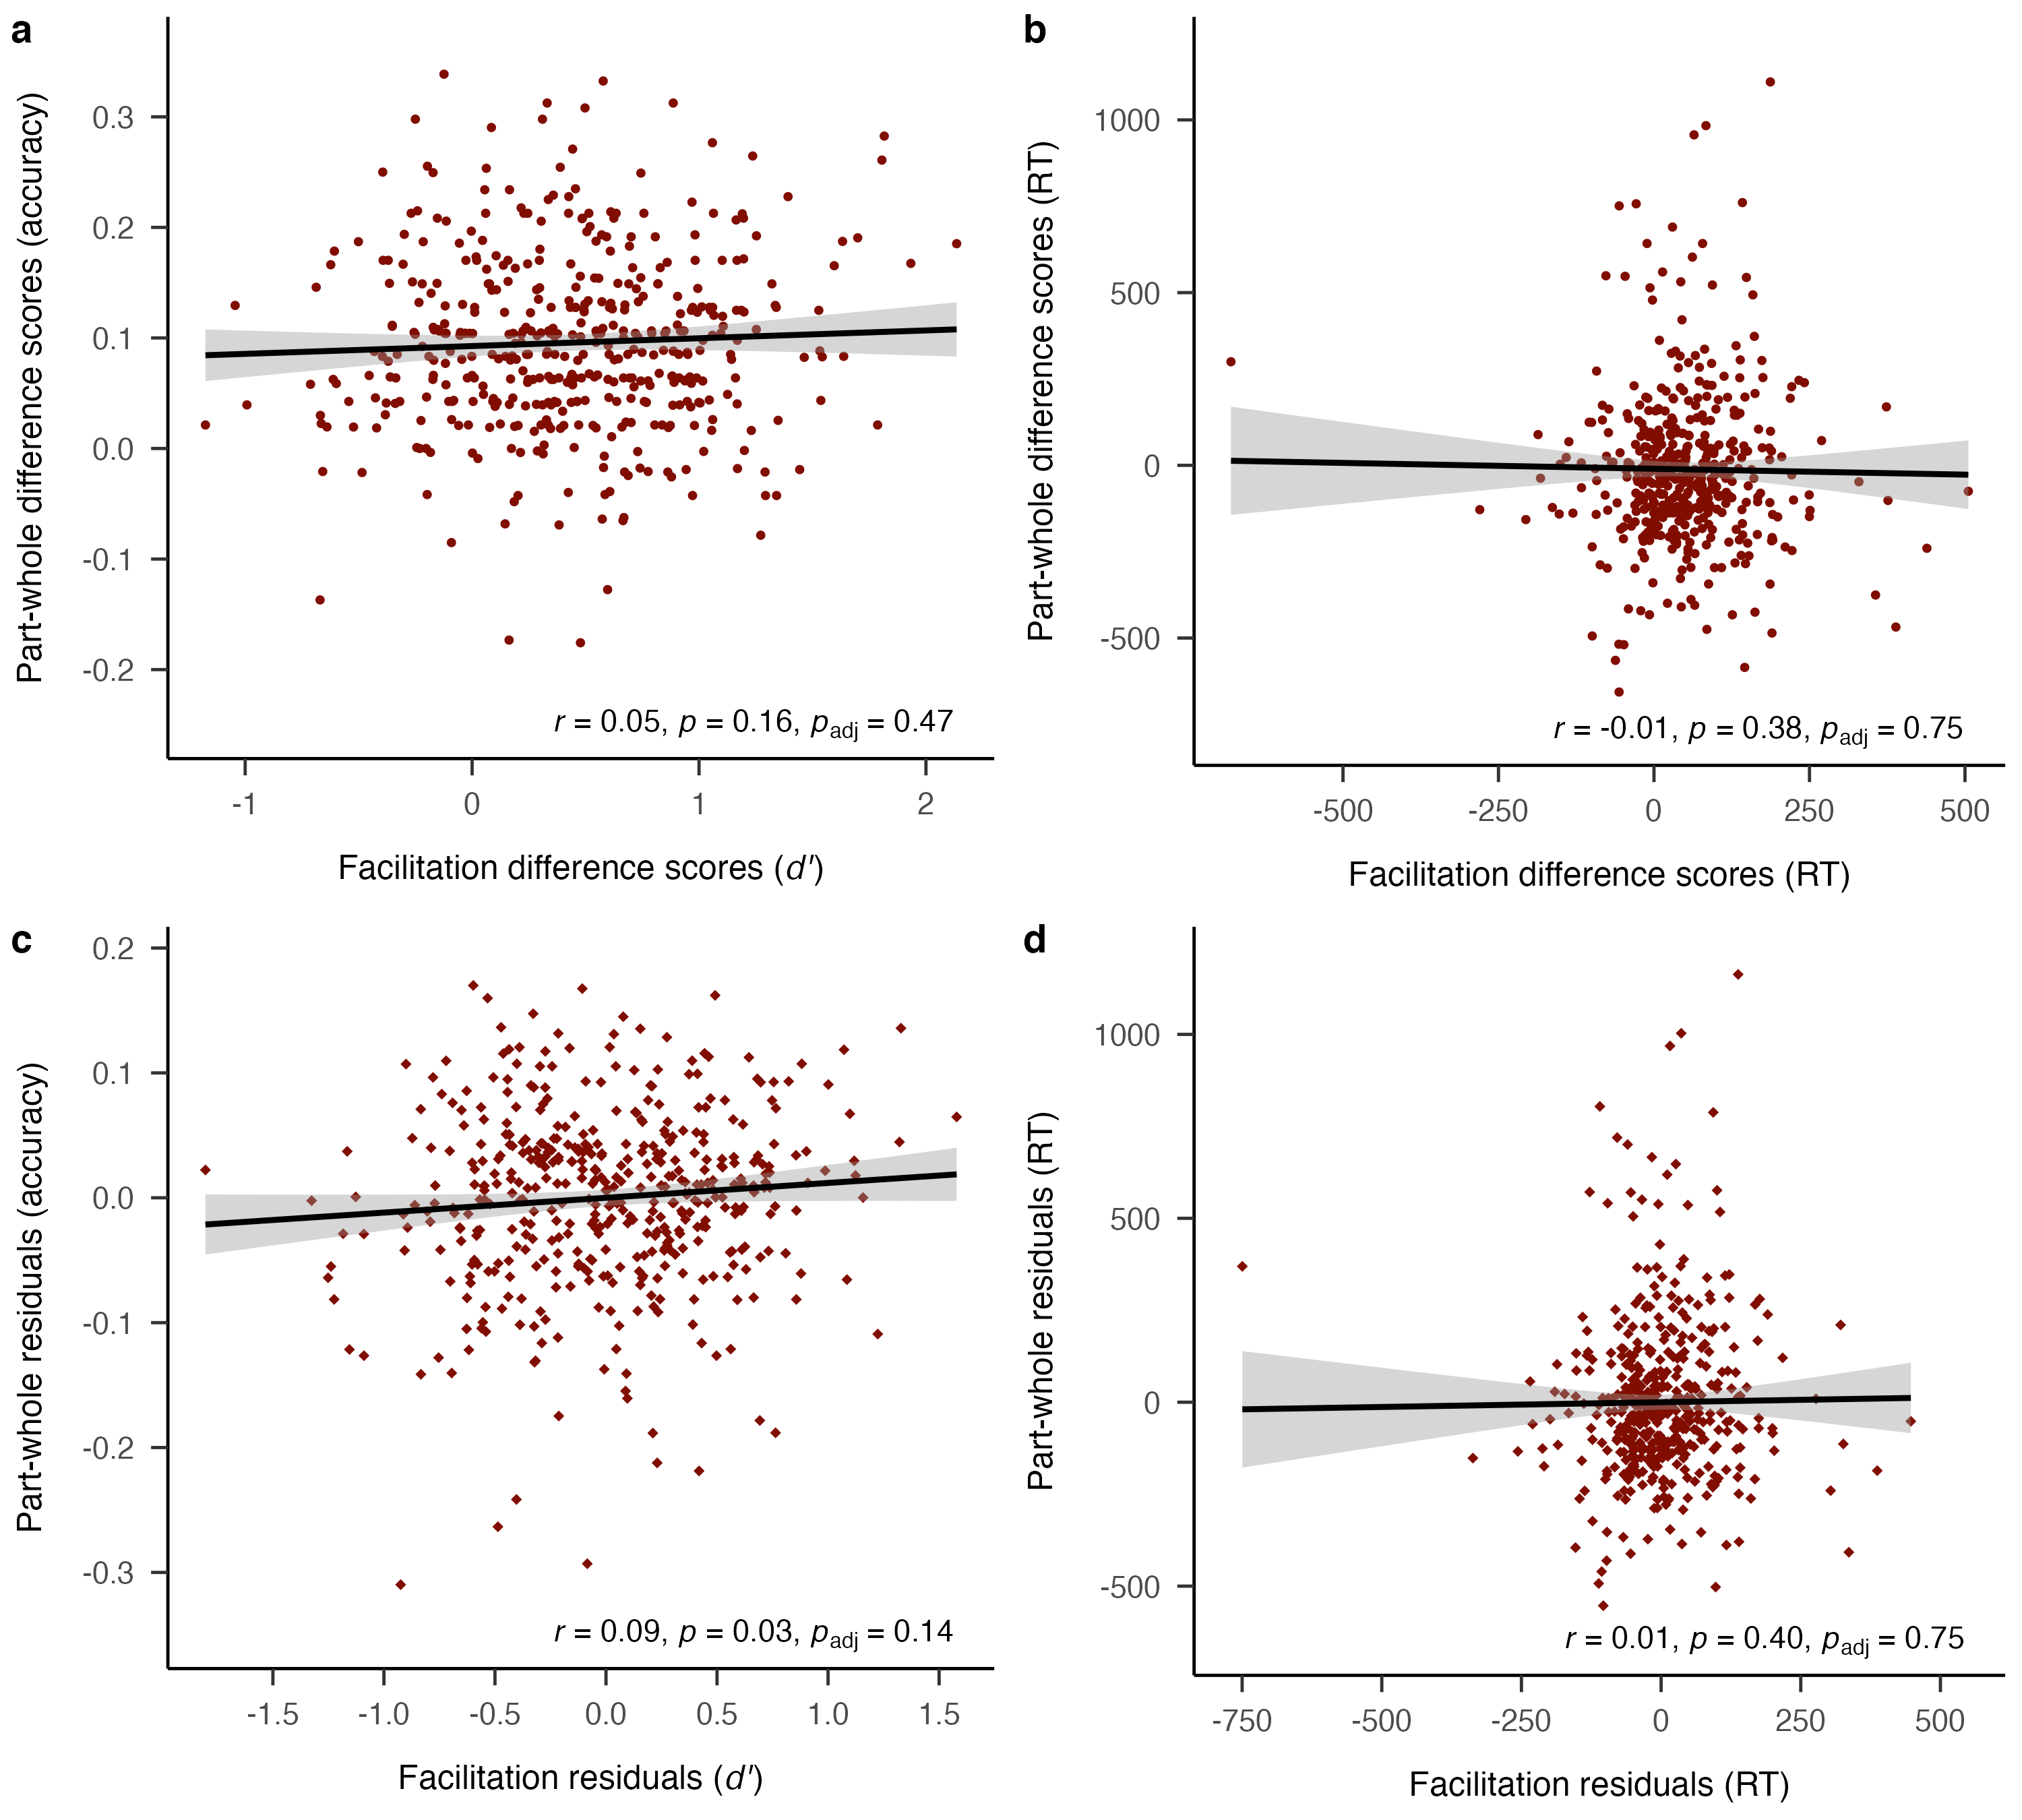 a
Part-whole difference scores (accuracy)
0.3
0.2
0.1
0.0
-0.1
-0.2
r = 0.05, p = 0.16, padj = 0.47
-1 0 1 2
Facilitation difference scores (d')
b
Part-whole difference scores (RT)
1000
500
0
-500
r = -0.01, p = 0.38, padj = 0.75
-500 -250 0 250 500
Facilitation difference scores (RT)
c
Part-whole residuals (accuracy)
0.2
0.1
0.0
-0.1
-0.2
-0.3
r = 0.09, p = 0.03, padj = 0.14
-1.5 -1.0 -0.5 0.0 0.5 1.0 1.5
Facilitation residuals (d')
d
Part-whole residuals (RT)
1000
500
0
-500
r = 0.01, p = 0.40, padj = 0.75
-750 -500 -250 0 250 500
Facilitation residuals (RT)